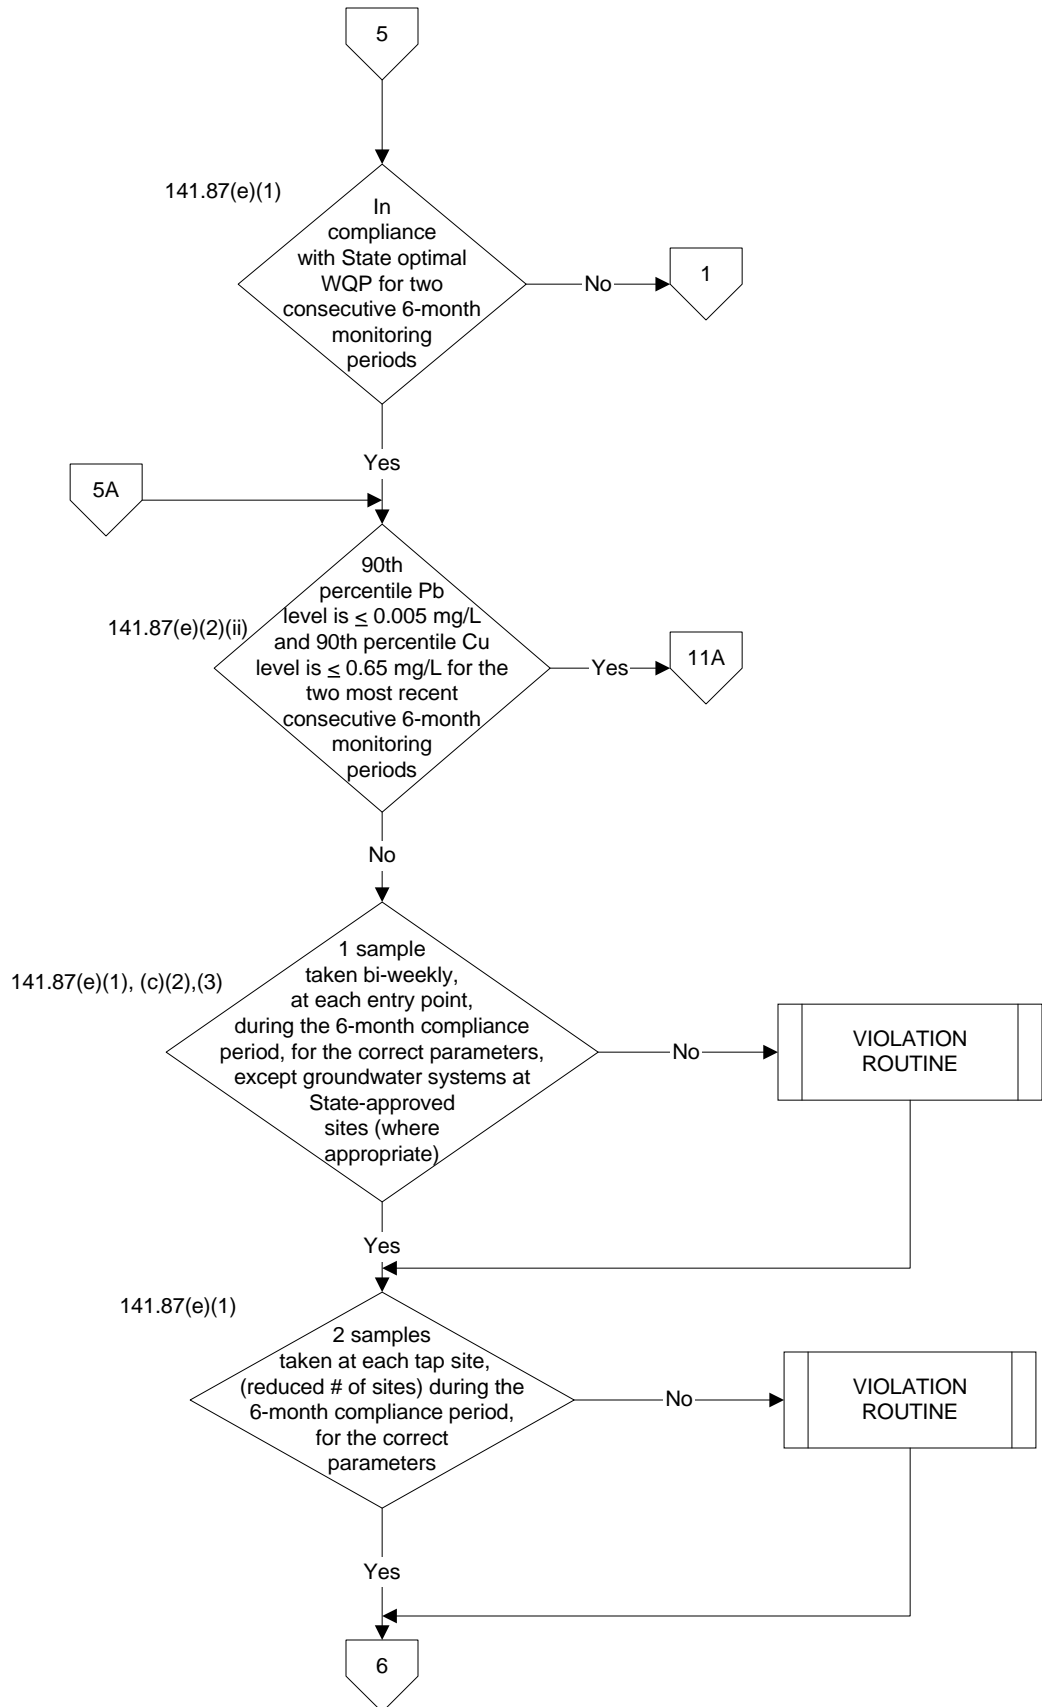 5
141.87(e)(1)
In
compliance
with State optimal
WQP for two
consecutive 6-month
monitoring
periods
No
1
Yes
5A
90th
percentile Pb
level is ≤ 0.005 mg/L
and 90th percentile Cu
level is ≤ 0.65 mg/L for the
two most recent
consecutive 6-month
monitoring
periods
141.87(e)(2)(ii)
Yes
11A
No
141.87(e)(1), (c)(2),(3)
1 sample
taken bi-weekly,
at each entry point,
during the 6-month compliance
period, for the correct parameters,
except groundwater systems at
State-approved
sites (where
appropriate)
No
VIOLATION
ROUTINE
Yes
141.87(e)(1)
2 samples
taken at each tap site,
(reduced # of sites) during the
6-month compliance period,
for the correct
parameters
No
VIOLATION
ROUTINE
Yes
6